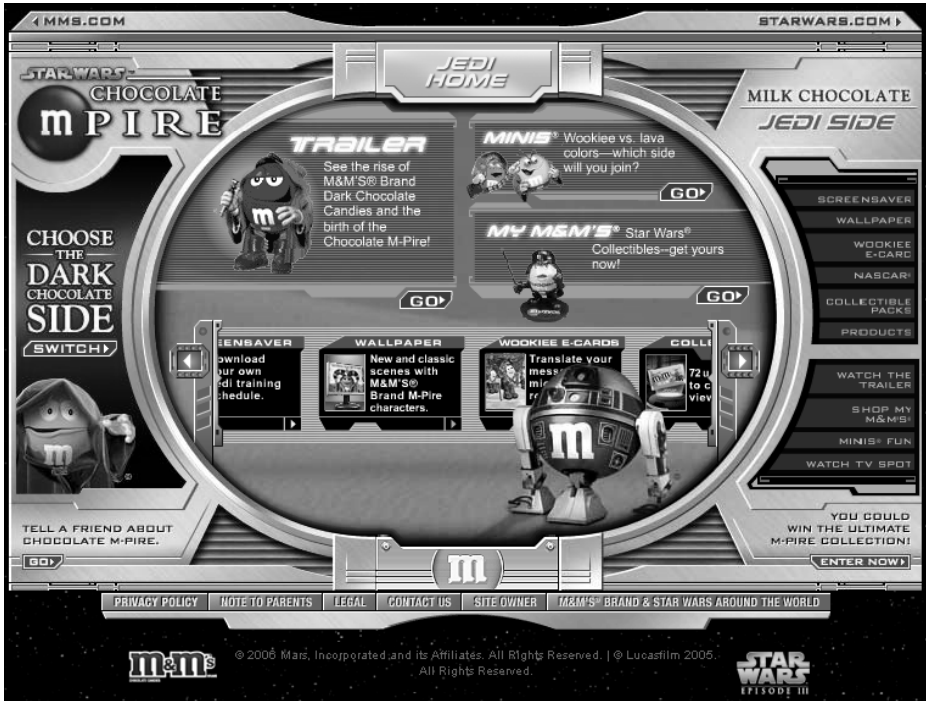 MMS.COM
STARWARS.COM
JEDI
HOME
STAR WARS
CHOCOLATE
mPIRE
MILK CHOCOLATE
JEDI SIDE
TRAILER
See the rise of
M&M'S® Brand
Dark Chocolate
Candies and the
birth of the
Chocolate M-Pire!
GO
MINIS® Wookiee vs. lava
colors—which side
will you join?
GO
MY M&M'S® Star Wars®
Collectibles--get yours
now!
GO
CHOOSE
THE
DARK
CHOCOLATE
SIDE
SWITCH
SCREENSAVER
WALLPAPER
WOOKIEE
E-CARD
NASCAR®
COLLECTIBLE
PACKS
PRODUCTS
WATCH THE
TRAILER
SHOP MY
M&M'S®
MINIS® FUN
WATCH TV SPOT
EENSAVER
ownload
ur own
edi training
chedule.
WALLPAPER
New and classic
scenes with
M&M'S®
Brand M-Pire
characters.
WOOKIEE E-CARDS
Translate your
mess
mi
COLL
72
to c
view
m
m
m
TELL A FRIEND ABOUT
CHOCOLATE M-PIRE.
GO
YOU COULD
WIN THE ULTIMATE
M-PIRE COLLECTION!
ENTER NOW
m
PRIVACY POLICY
NOTE TO PARENTS
LEGAL
CONTACT US
SITE OWNER
M&M'S® BRAND & STAR WARS AROUND THE WORLD
m&m's
© 2006 Mars, Incorporated and its Affiliates. All Rights Reserved. | © Lucasfilm 2005.
All Rights Reserved.
STAR
WARS
EPISODE III